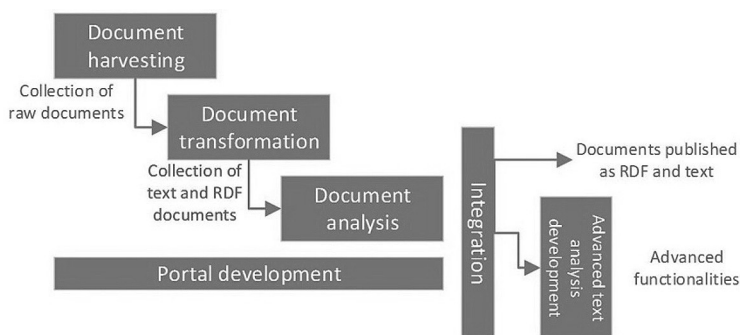 Document
harvesting
Collection of
raw documents
Document
transformation
Collection of
text and RDF
documents
Document
analysis
Portal development
Integration
Documents published
as RDF and text
Advanced text
analysis
development
Advanced
functionalities